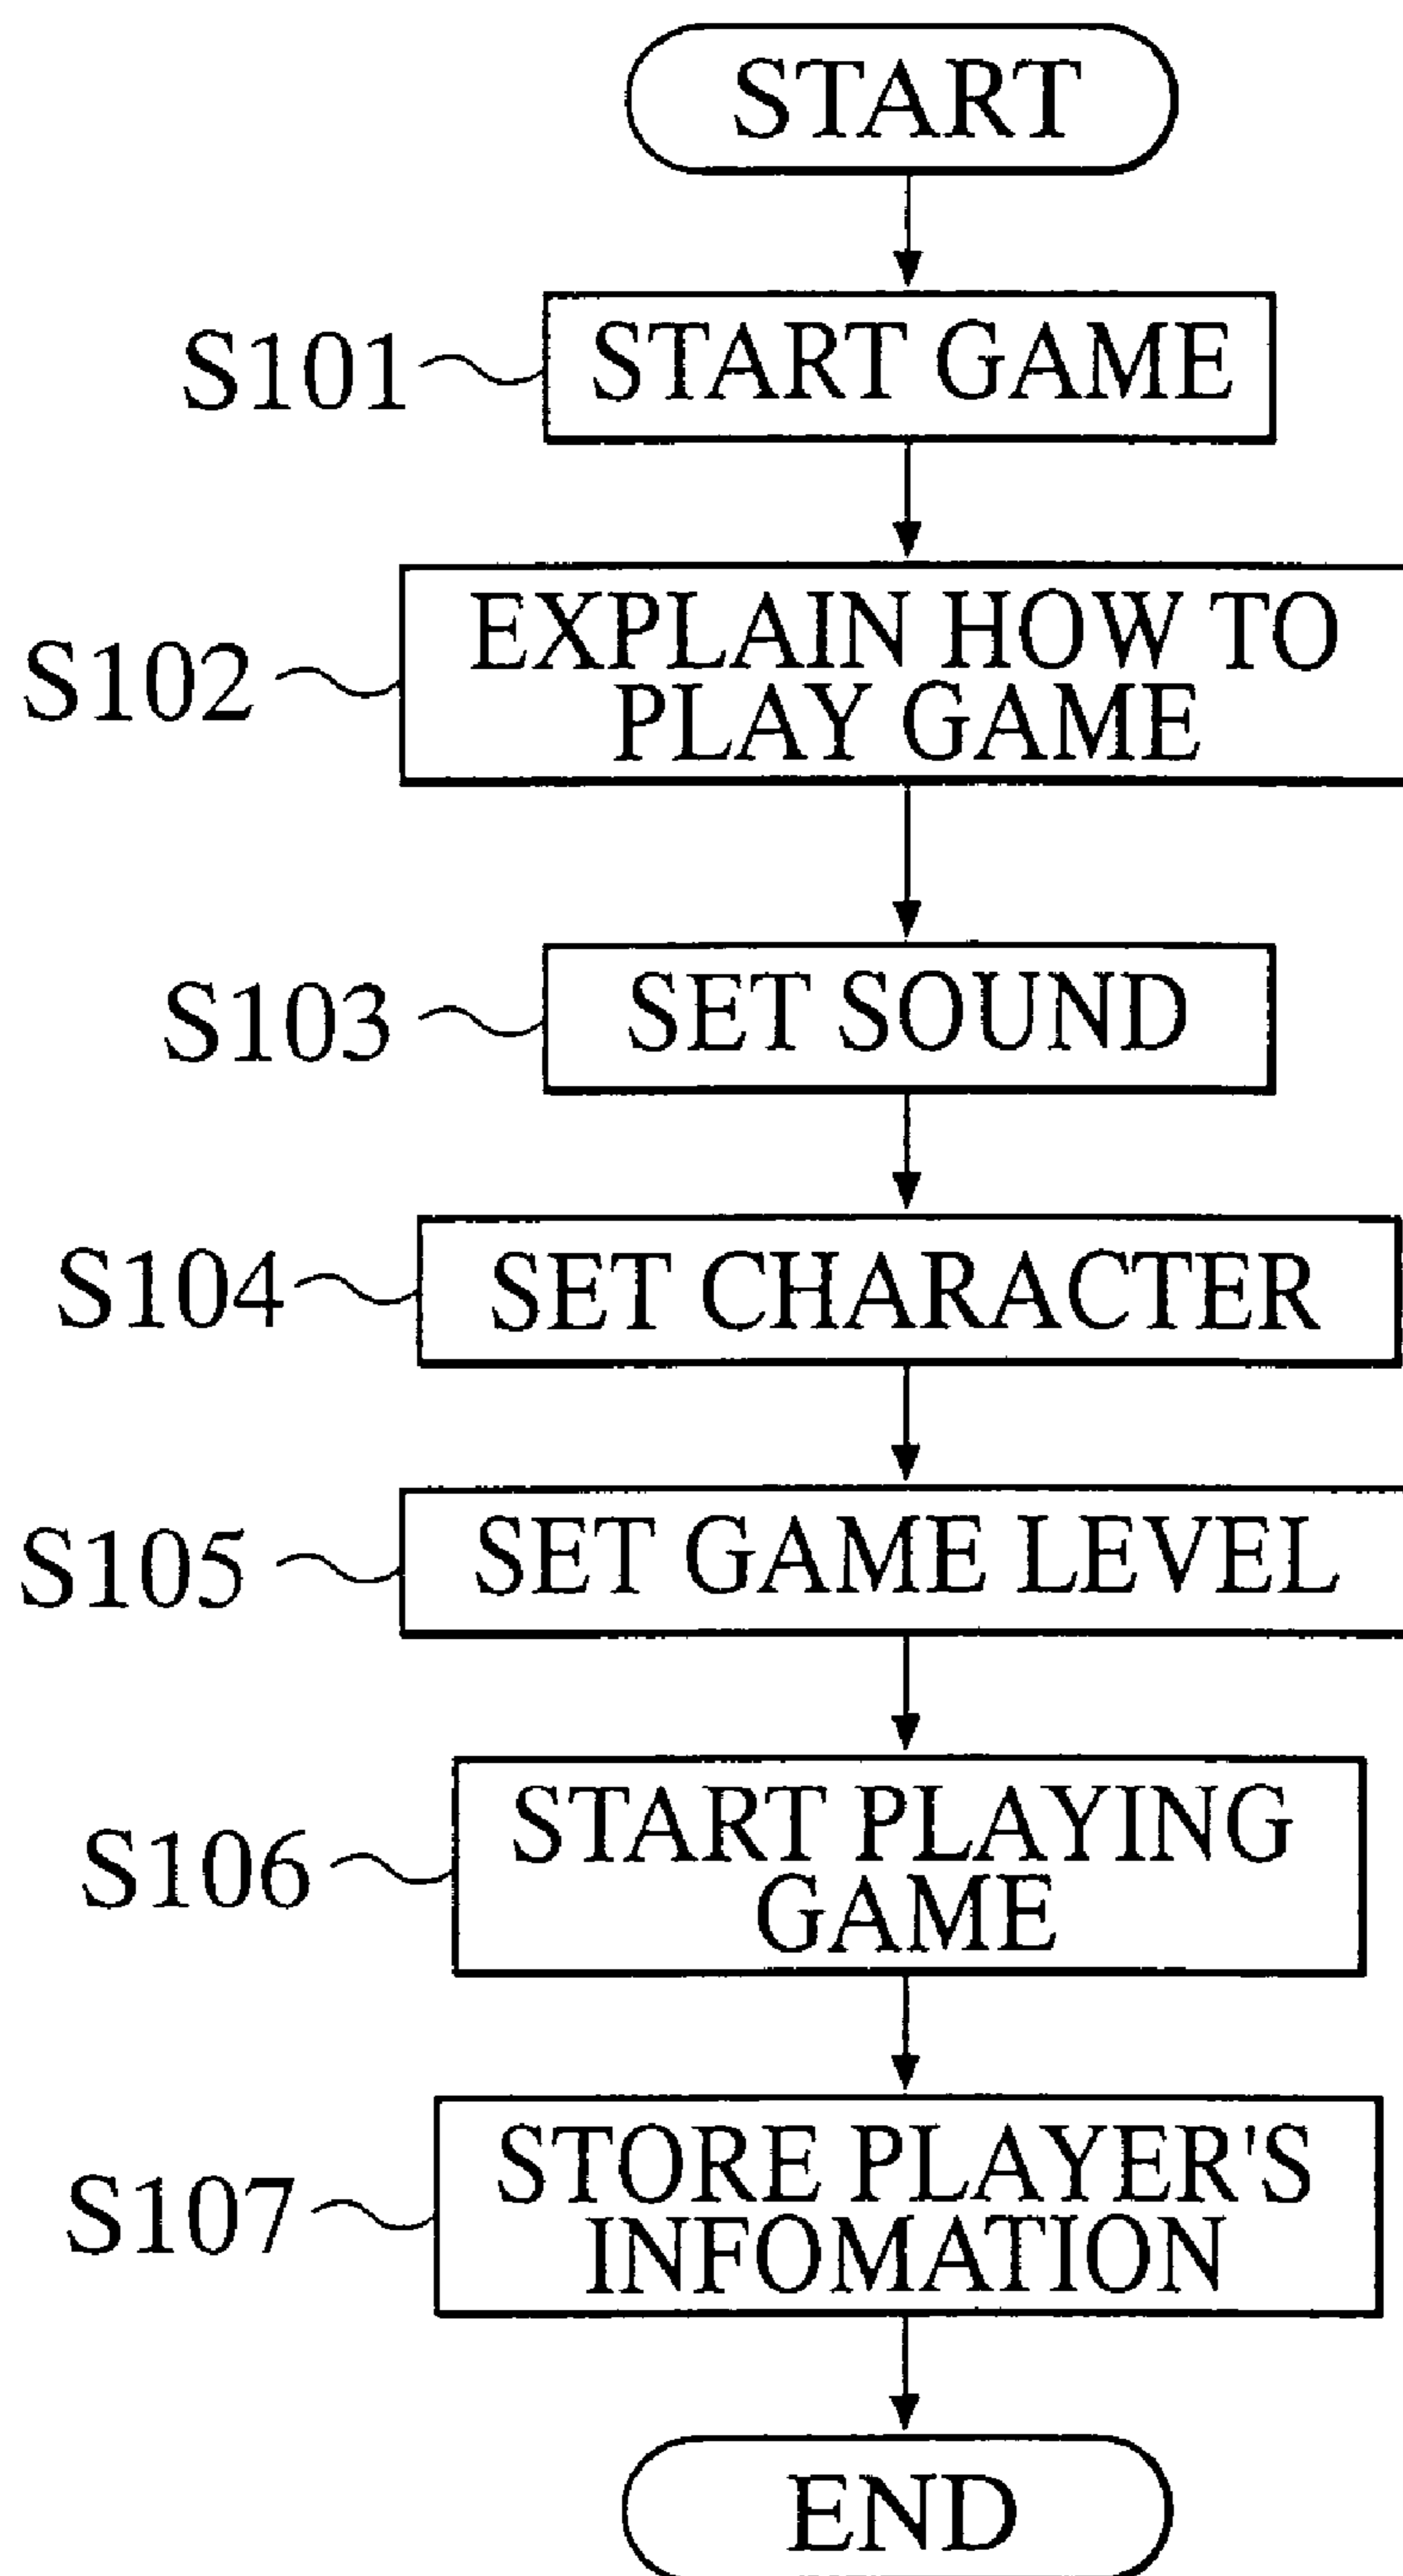 START
S101 START GAME
S102 EXPLAIN HOW TO
PLAY GAME
S103 SET SOUND
S104 SET CHARACTER
S105 SET GAME LEVEL
S106 START PLAYING
GAME
S107 STORE PLAYER'S
INFOMATION
END